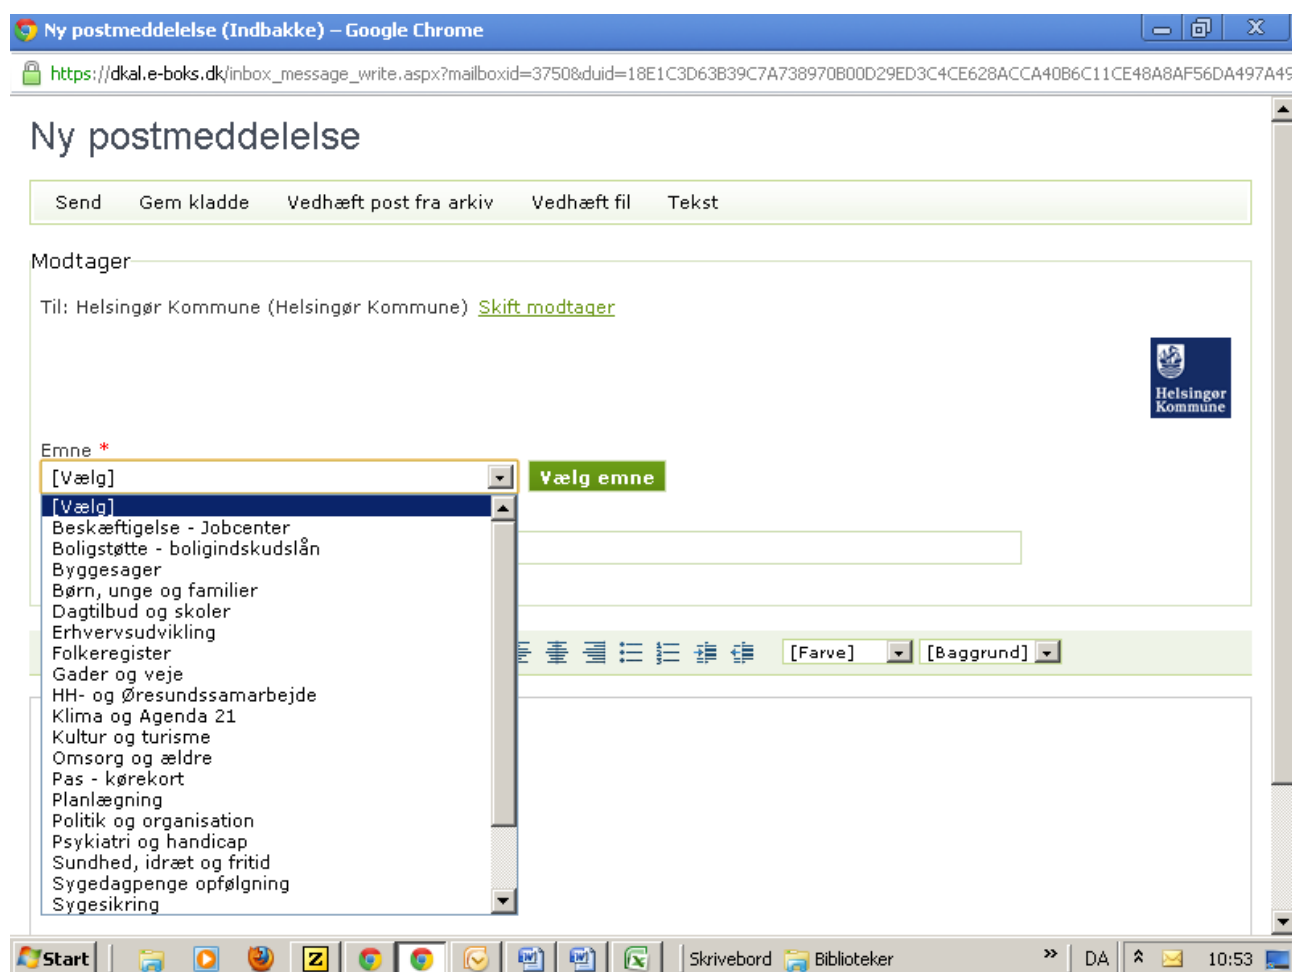 Ny postmeddelelse (Indbakke) – Google Chrome
https://dkal.e-boks.dk/inbox_message_write.aspx?mailboxid=3750&duid=18E1C3D63B39C7A738970B00D29ED3C4CE628ACCA40B6C11CE48A8AF56DA497A49
Ny postmeddelelse
Send Gem kladde Vedhæft post fra arkiv Vedhæft fil Tekst
Modtager
Til: Helsingør Kommune (Helsingør Kommune) Skift modtager
Helsingør
Kommune
Emne *
[Vælg] Vælg emne
[Vælg]
Beskæftigelse - Jobcenter
Boligstøtte - boligindskudslån
Byggesager
Børn, unge og familier
Dagtilbud og skoler
Erhvervsudvikling
Folkeregister
[Farve] [Baggrund]
Gader og veje
HH- og Øresundssamarbejde
Klima og Agenda 21
Kultur og turisme
Omsorg og ældre
Pas - kørekort
Planlægning
Politik og organisation
Psykiatri og handicap
Sundhed, idræt og fritid
Sygedagpenge opfølgning
Sygesikring
Start Z Skrivebord Biblioteker » DA 10:53